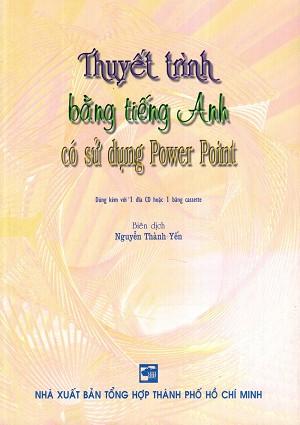 Thuyết trình
bằng tiếng Anh
có sử dụng Power Point
Dùng kèm với 1 đĩa CD hoặc 1 băng cassette
Biên dịch
Nguyễn Thành Yến
NHÀ XUẤT BẢN TỔNG HỢP THÀNH PHỐ HỒ CHÍ MINH